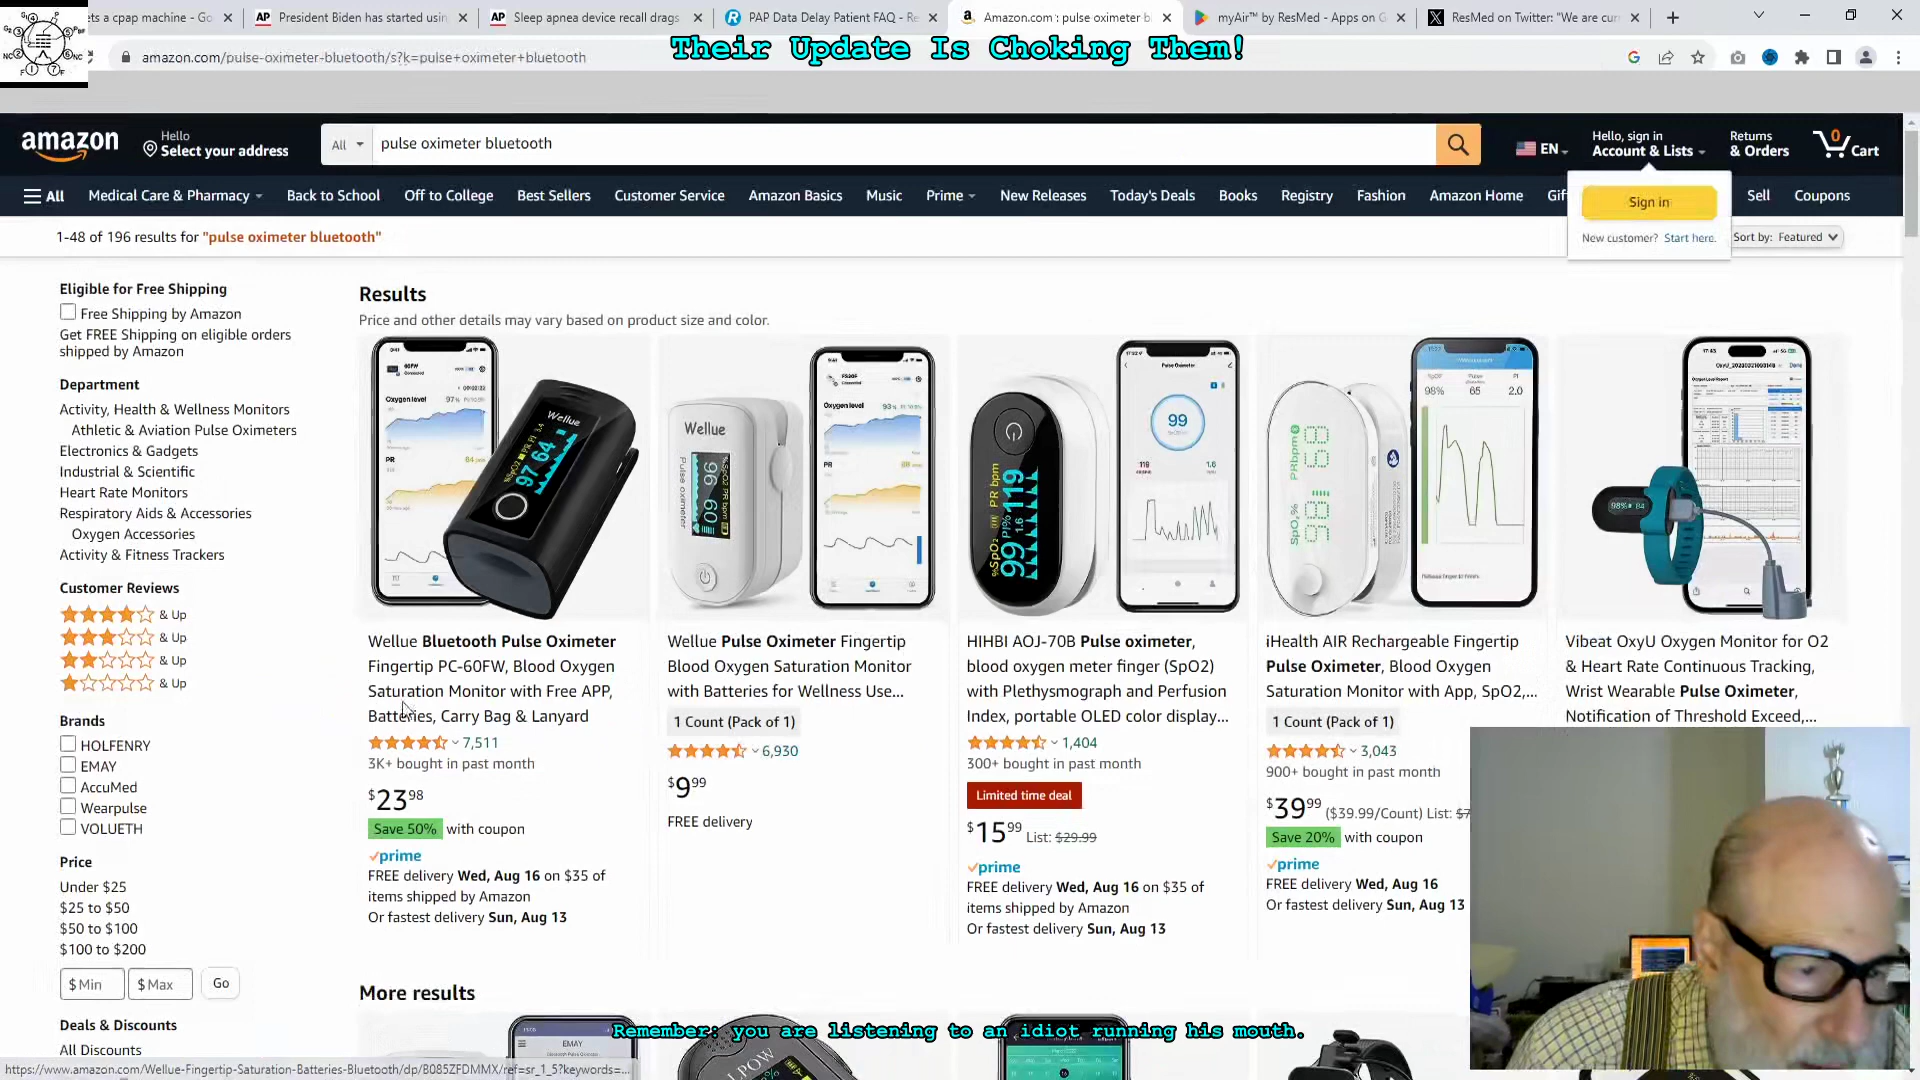 ets a cpap machine - Go
President Biden has started usin
Sleep apnea device recall drags
PAP Data Delay Patient FAQ - Re
Amazon.com : pulse oximeter b
myAir™ by ResMed - Apps on G
ResMed on Twitter: "We are cur
Their Update Is Choking Them!
amazon.com/pulse-oximeter-bluetooth/s?k=pulse+oximeter+bluetooth
amazon
Hello
Select your address
All
pulse oximeter bluetooth
EN
Hello, sign in
Account & Lists
Returns
& Orders
0
Cart
All
Medical Care & Pharmacy
Back to School
Off to College
Best Sellers
Customer Service
Amazon Basics
Music
Prime
New Releases
Today's Deals
Books
Registry
Fashion
Amazon Home
Gif
Sell
Coupons
Sign in
New customer? Start here.
1-48 of 196 results for "pulse oximeter bluetooth"
Sort by: Featured
Eligible for Free Shipping
Free Shipping by Amazon
Get FREE Shipping on eligible orders
shipped by Amazon
Department
Activity, Health & Wellness Monitors
Athletic & Aviation Pulse Oximeters
Electronics & Gadgets
Industrial & Scientific
Heart Rate Monitors
Respiratory Aids & Accessories
Oxygen Accessories
Activity & Fitness Trackers
Customer Reviews
& Up
& Up
& Up
& Up
Brands
HOLFENRY
EMAY
AccuMed
Wearpulse
VOLUETH
Price
Under $25
$25 to $50
$50 to $100
$100 to $200
$ Min
$ Max
Go
Deals & Discounts
All Discounts
Results
Price and other details may vary based on product size and color.
Wellue Bluetooth Pulse Oximeter
Fingertip PC-60FW, Blood Oxygen
Saturation Monitor with Free APP,
Batteries, Carry Bag & Lanyard
7,511
3K+ bought in past month
$23 98
Save 50% with coupon
prime
FREE delivery Wed, Aug 16 on $35 of
items shipped by Amazon
Or fastest delivery Sun, Aug 13
Wellue Pulse Oximeter Fingertip
Blood Oxygen Saturation Monitor
with Batteries for Wellness Use...
1 Count (Pack of 1)
6,930
$9 99
FREE delivery
HIHBI AOJ-70B Pulse oximeter,
blood oxygen meter finger (SpO2)
with Plethysmograph and Perfusion
Index, portable OLED color display...
1,404
300+ bought in past month
Limited time deal
$15 99 List: $29.99
prime
FREE delivery Wed, Aug 16 on $35 of
items shipped by Amazon
Or fastest delivery Sun, Aug 13
iHealth AIR Rechargeable Fingertip
Pulse Oximeter, Blood Oxygen
Saturation Monitor with App, SpO2,...
1 Count (Pack of 1)
3,043
900+ bought in past month
$39 99 ($39.99/Count) List: $7
Save 20% with coupon
prime
FREE delivery Wed, Aug 16
Or fastest delivery Sun, Aug 13
Vibeat OxyU Oxygen Monitor for O2
& Heart Rate Continuous Tracking,
Wrist Wearable Pulse Oximeter,
Notification of Threshold Exceed,...
More results
Remember: you are listening to an idiot running his mouth.
https://www.amazon.com/Wellue-Fingertip-Saturation-Batteries-Bluetooth/dp/B085ZFDMMX/ref=sr_1_5?keywords=...